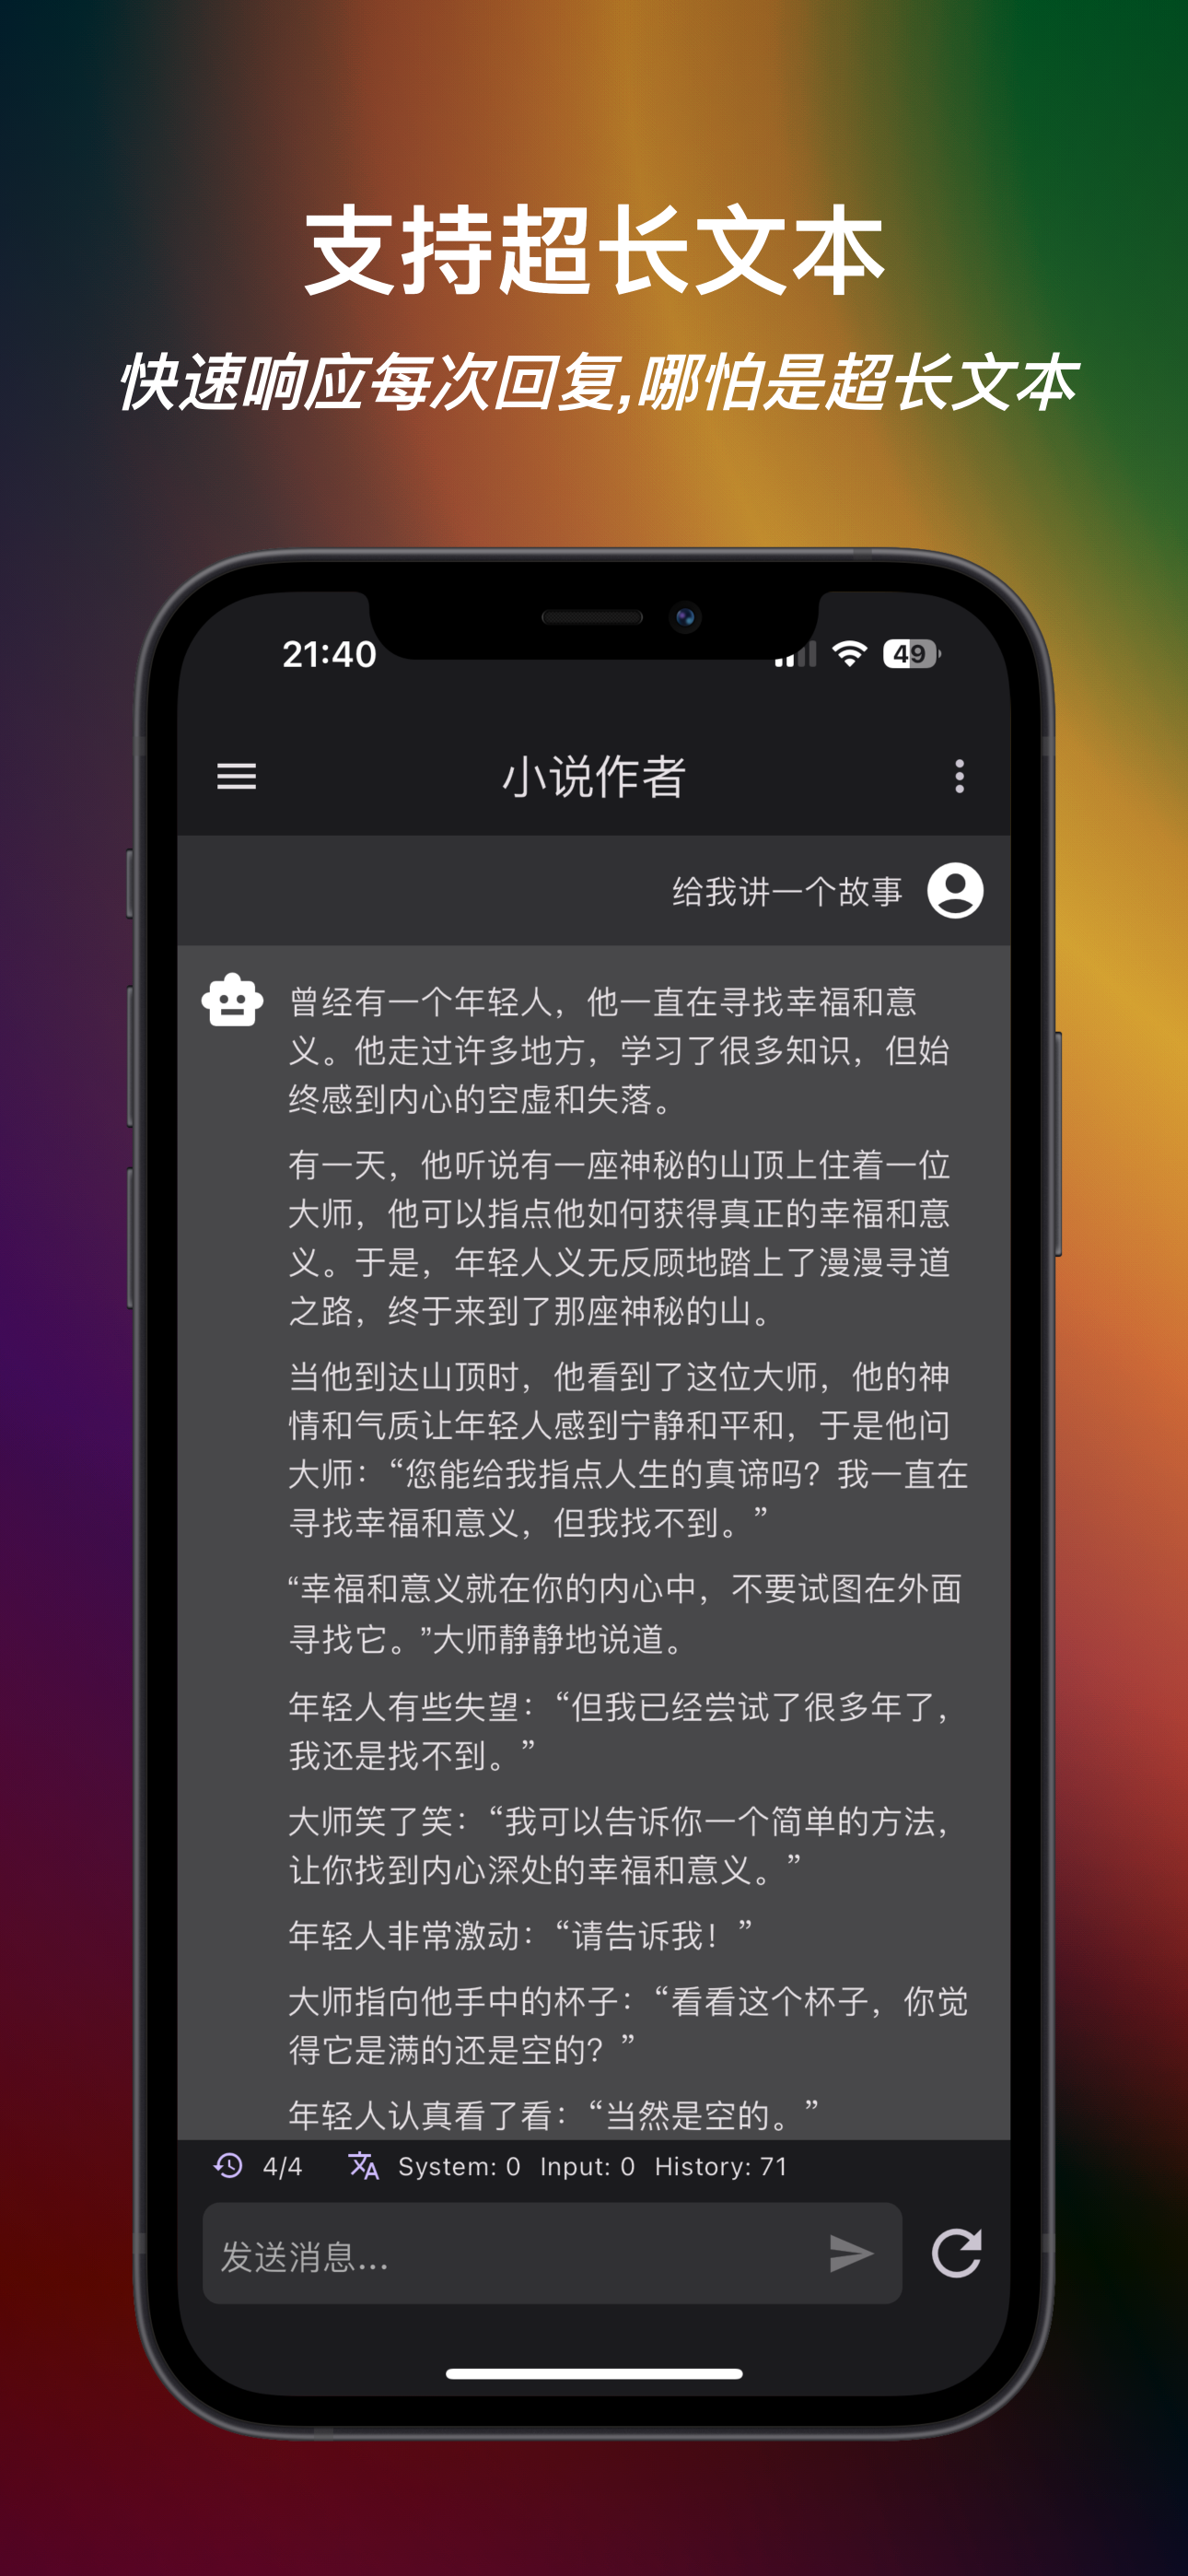 支持超长文本
快速响应每次回复,哪怕是超长文本
21:40
49
小说作者
给我讲一个故事
曾经有一个年轻人，他一直在寻找幸福和意
义。他走过许多地方，学习了很多知识，但始
终感到内心的空虚和失落。
有一天，他听说有一座神秘的山顶上住着一位
大师，他可以指点他如何获得真正的幸福和意
义。于是，年轻人义无反顾地踏上了漫漫寻道
之路，终于来到了那座神秘的山。
当他到达山顶时，他看到了这位大师，他的神
情和气质让年轻人感到宁静和平和，于是他问
大师：“您能给我指点人生的真谛吗？我一直在
寻找幸福和意义，但我找不到。”
“幸福和意义就在你的内心中，不要试图在外面
寻找它。”大师静静地说道。
年轻人有些失望：“但我已经尝试了很多年了，
我还是找不到。”
大师笑了笑：“我可以告诉你一个简单的方法，
让你找到内心深处的幸福和意义。”
年轻人非常激动：“请告诉我！”
大师指向他手中的杯子：“看看这个杯子，你觉
得它是满的还是空的？”
年轻人认真看了看：“当然是空的。”
4/4 System: 0 Input: 0 History: 71
发送消息...